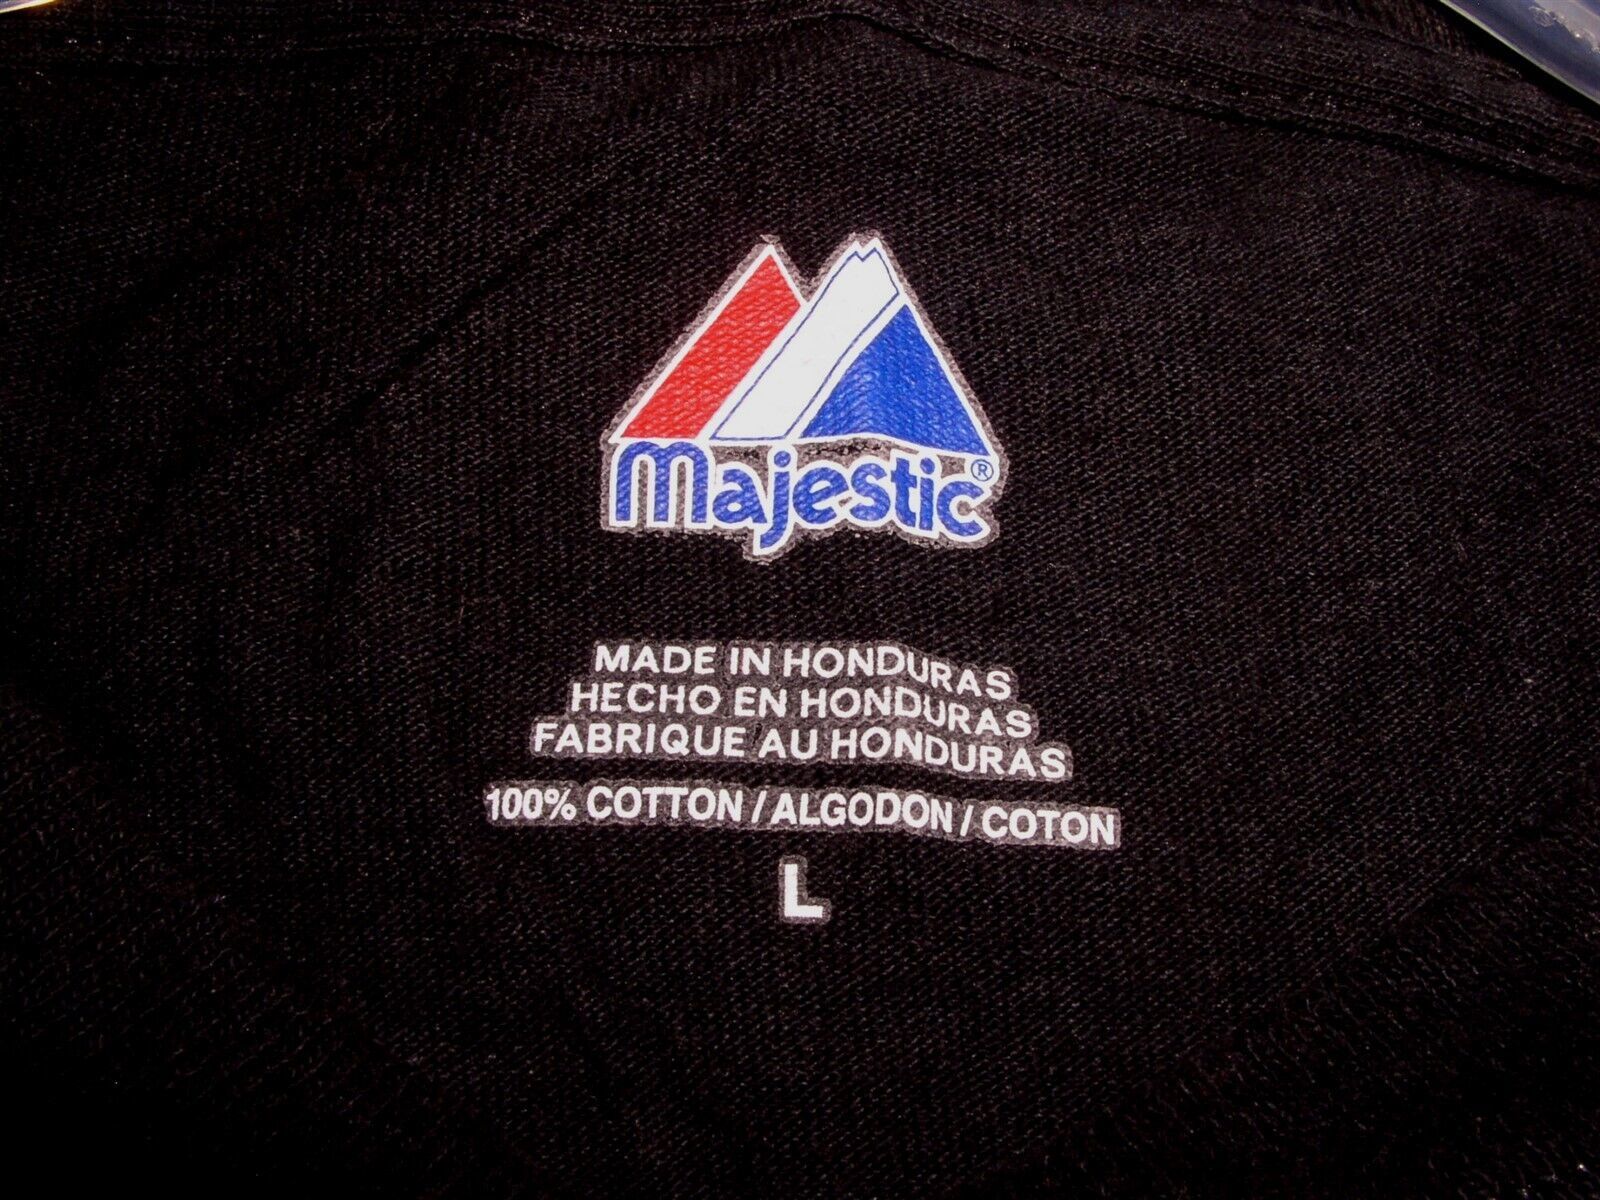 Majestic®
MADE IN HONDURAS
HECHO EN HONDURAS
FABRIQUE AU HONDURAS
100% COTTON / ALGODON / COTON
L